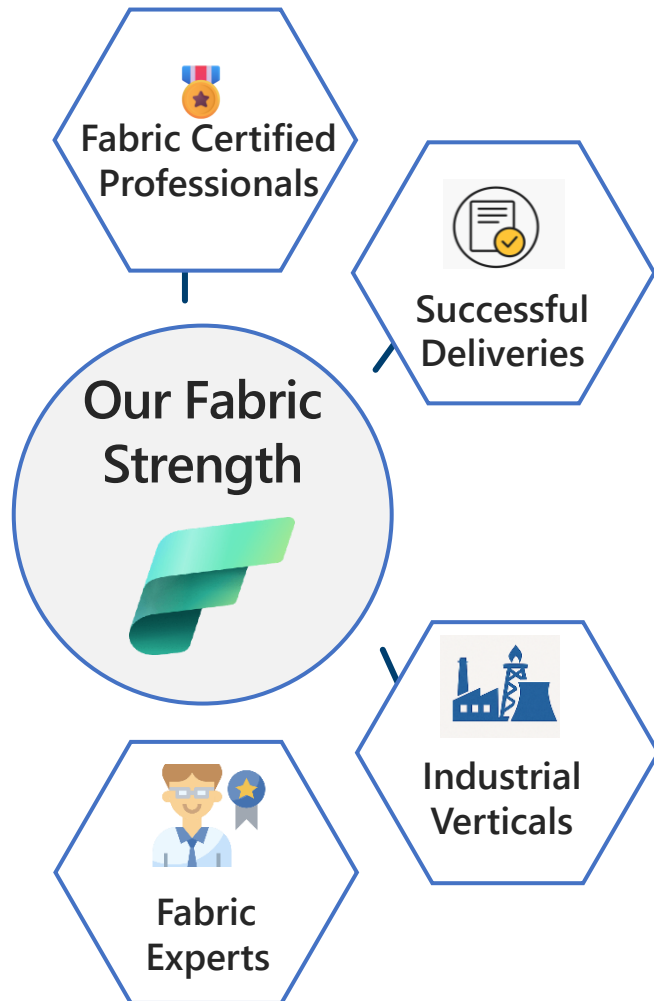 Fabric Certified
Professionals
Successful
Deliveries
Our Fabric
Strength
Industrial
Verticals
Fabric
Experts